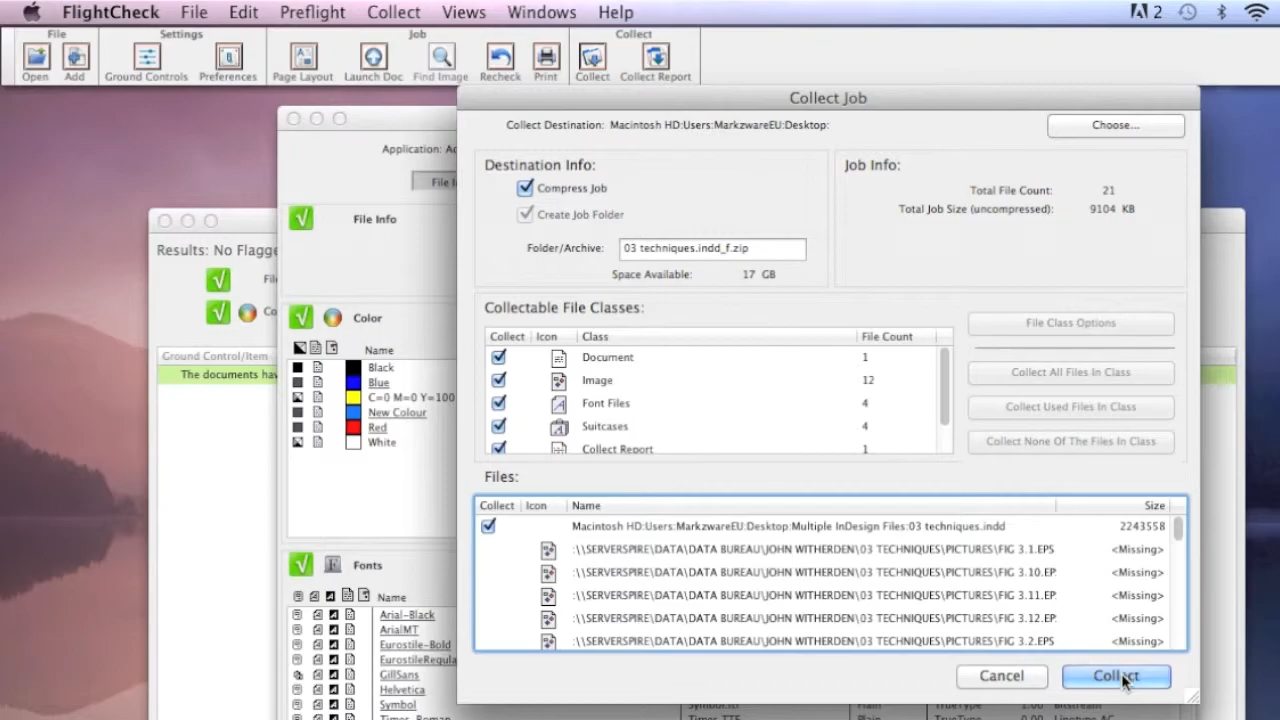 FlightCheck File Edit Preflight Collect Views Windows Help 2
File Settings Job Collect
Open Add Ground Controls Preferences Page Layout Launch Doc Find Image Recheck Print Collect Collect Report
Collect Job
Collect Destination: Macintosh HD:Users:MarkzwareEU:Desktop: Choose...
Application:
Destination Info:
Job Info:
Compress Job
Total File Count: 21
Create Job Folder
Total Job Size (uncompressed): 9104 KB
File Info
Folder/Archive: 03 techniques.indd_f.zip
Results: No Flagge
Space Available: 17 GB
Collectable File Classes:
Color
Collect Icon Class File Count
File Class Options
Ground Control/Item
Name
The documents hav
Document 1
Black
Collect All Files In Class
Image 12
Blue
C=0 M=0 Y=100
Font Files 4
Collect Used Files In Class
New Colour
Suitcases 4
Red
Collect None Of The Files In Class
White
Collect Report 1
Files:
Collect Icon Name Size
Macintosh HD:Users:MarkzwareEU:Desktop:Multiple InDesign Files:03 techniques.indd 2243558
:\\SERVERSPIRE\DATA\DATA BUREAU\JOHN WITHERDEN\03 TECHNIQUES\PICTURES\FIG 3.1.EPS <Missing>
Fonts
:\\SERVERSPIRE\DATA\DATA BUREAU\JOHN WITHERDEN\03 TECHNIQUES\PICTURES\FIG 3.10.EP <Missing>
Name
:\\SERVERSPIRE\DATA\DATA BUREAU\JOHN WITHERDEN\03 TECHNIQUES\PICTURES\FIG 3.11.EP <Missing>
Arial-Black
:\\SERVERSPIRE\DATA\DATA BUREAU\JOHN WITHERDEN\03 TECHNIQUES\PICTURES\FIG 3.12.EP <Missing>
ArialMT
:\\SERVERSPIRE\DATA\DATA BUREAU\JOHN WITHERDEN\03 TECHNIQUES\PICTURES\FIG 3.2.EPS <Missing>
Eurostile-Bold
EurostileRegula
GillSans
Cancel Collect
Helvetica
Symbol